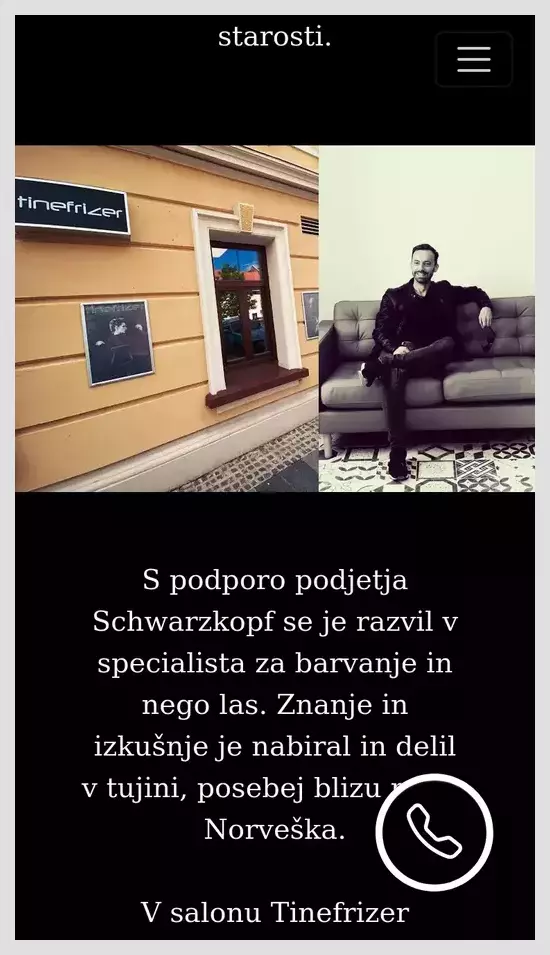 starosti.
tinefrizer
S podporo podjetja
Schwarzkopf se je razvil v
specialista za barvanje in
nego las. Znanje in
izkušnje je nabiral in delil
v tujini, posebej blizu
Norveška.
V salonu Tinefrizer